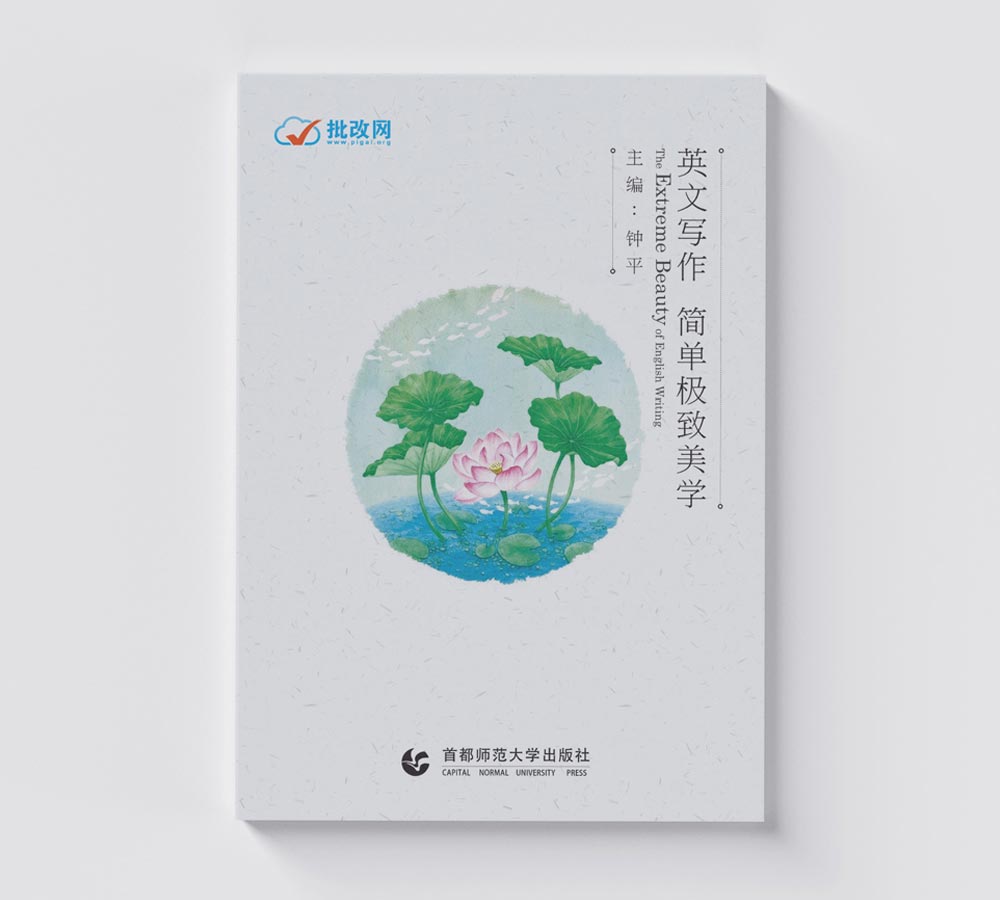 批改网
www.pigai.org
英文写作 简单极致美学
The Extreme Beauty of English Writing
主编：钟平
首都师范大学出版社
CAPITAL NORMAL UNIVERSITY PRESS